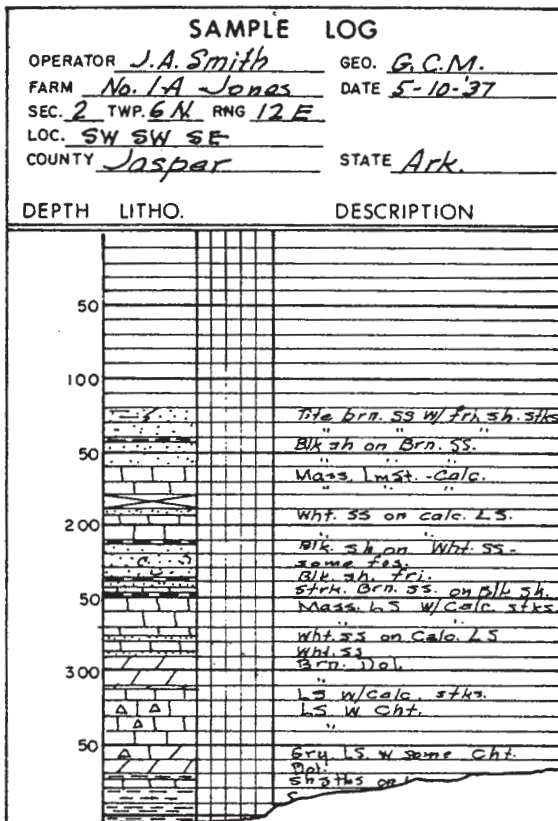 SAMPLE LOG
OPERATOR J.A. Smith GEO. G.C.M.
FARM No. 1-A Jones DATE 5-10-'37
SEC. 2 TWP. 6 N. RNG 12 E
LOC. SW SW SE
COUNTY Jasper STATE Ark.
DEPTH LITHO. DESCRIPTION
50
100
Tite brn. SS w/ fri. sh. stks
" " "
50 Blk sh on Brn. SS.
" " "
Mass. Lmst. -Calc.
" " "
Wht. SS on calc. LS.
200
Blk. sh on Wht. SS-
some fos.
Blk. sh. fri.
Strk. Brn. SS. on Blk sh.
50 Mass. LS w/Calc stks.
" "
Wht. SS on Calc. LS
Wht. SS
Brn. Dol.
300 "
LS w/Calc. stks.
LS w Cht.
"
50 Gry LS. w some Cht.
Dol.
on